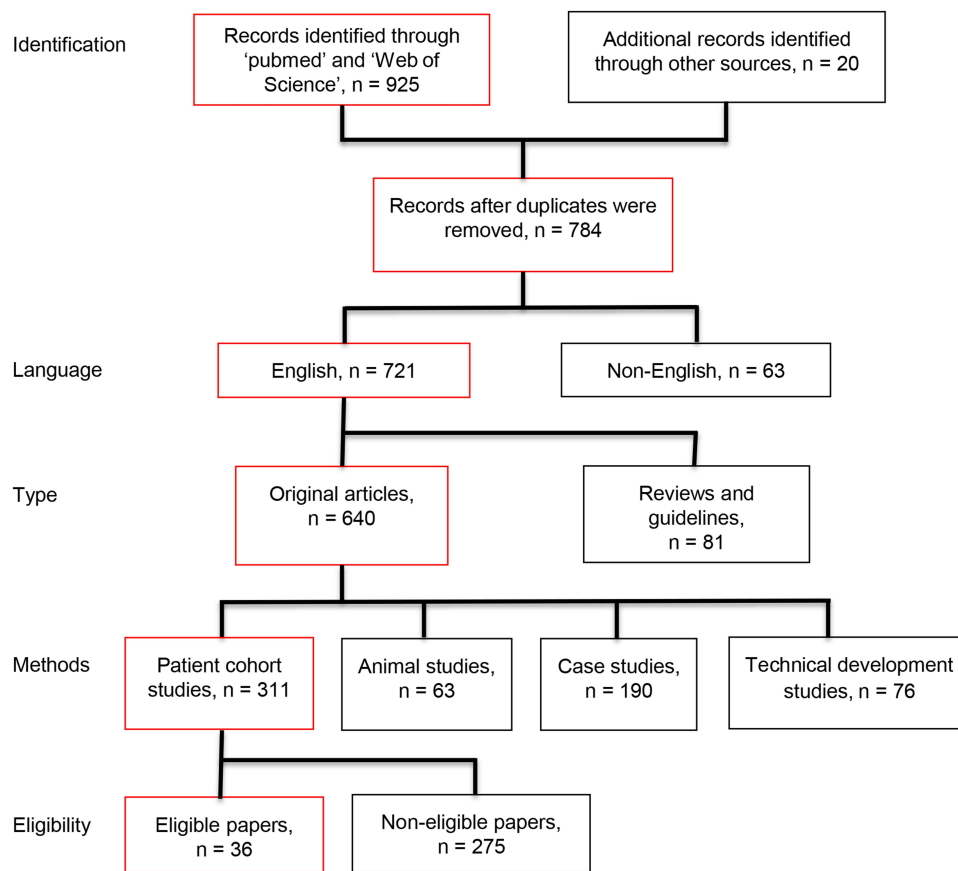 Identification
Records identified through
‘pubmed’ and ‘Web of
Science’, n = 925
Additional records identified
through other sources, n = 20
Records after duplicates were
removed, n = 784
Language
English, n = 721
Non-English, n = 63
Type
Original articles,
n = 640
Reviews and
guidelines,
n = 81
Methods
Patient cohort
studies, n = 311
Animal studies,
n = 63
Case studies,
n = 190
Technical development
studies, n = 76
Eligibility
Eligible papers,
n = 36
Non-eligible papers,
n = 275